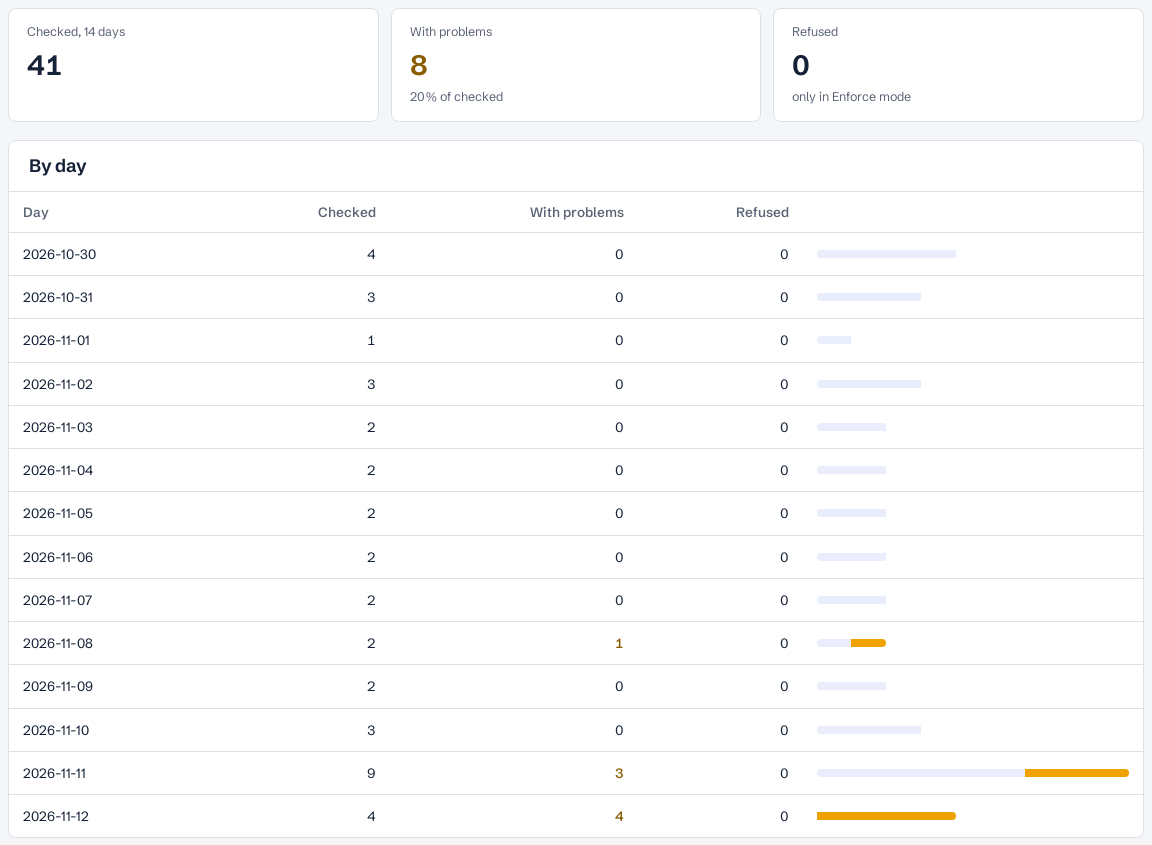 Checked, 14 days
41
With problems
8
20% of checked
Refused
0
only in Enforce mode
By day
Day Checked With problems Refused
2026-10-30 4 0 0
2026-10-31 3 0 0
2026-11-01 1 0 0
2026-11-02 3 0 0
2026-11-03 2 0 0
2026-11-04 2 0 0
2026-11-05 2 0 0
2026-11-06 2 0 0
2026-11-07 2 0 0
2026-11-08 2 1 0
2026-11-09 2 0 0
2026-11-10 3 0 0
2026-11-11 9 3 0
2026-11-12 4 4 0